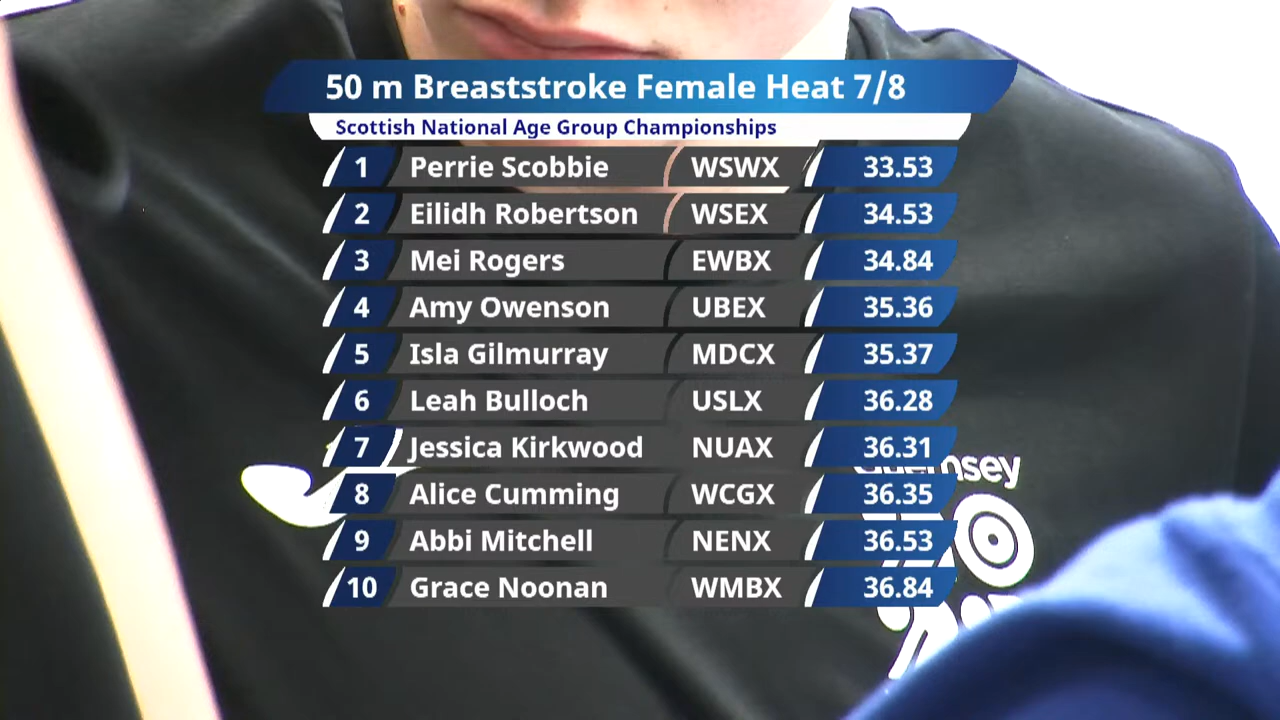 50 m Breaststroke Female Heat 7/8
Scottish National Age Group Championships
1 Perrie Scobbie WSWX 33.53
2 Eilidh Robertson WSEX 34.53
3 Mei Rogers EWBX 34.84
4 Amy Owenson UBEX 35.36
5 Isla Gilmurray MDCX 35.37
6 Leah Bulloch USLX 36.28
7 Jessica Kirkwood NUAX 36.31
8 Alice Cumming WCGX 36.35
9 Abbi Mitchell NENX 36.53
10 Grace Noonan WMBX 36.84
Guernsey